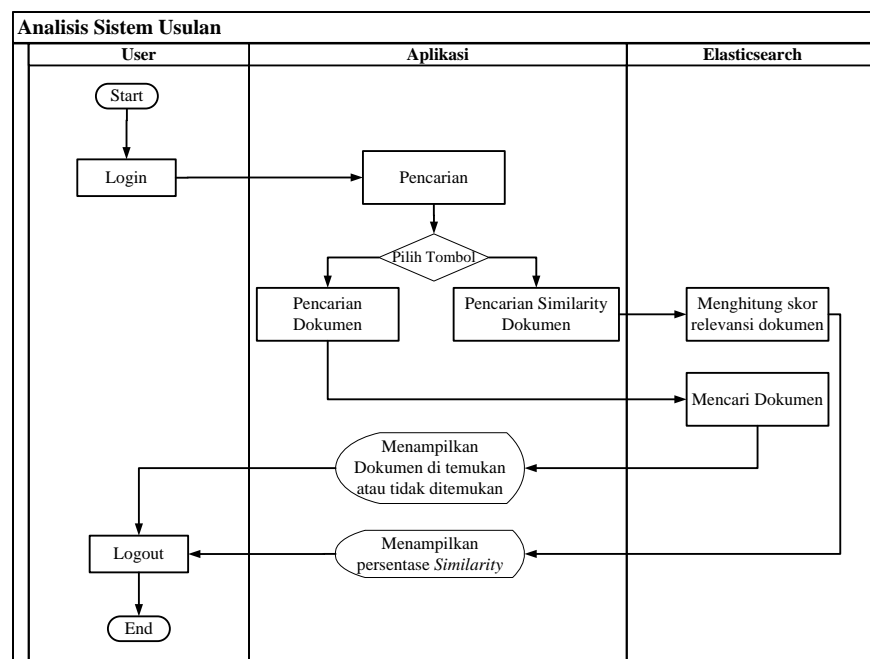 Analisis Sistem Usulan
User
Aplikasi
Elasticsearch
Start
Login
Pencarian
Pilih Tombol
Pencarian
Dokumen
Pencarian Similarity
Dokumen
Menghitung skor
relevansi dokumen
Mencari Dokumen
Menampilkan
Dokumen di temukan
atau tidak ditemukan
Logout
Menampilkan
persentase Similarity
End